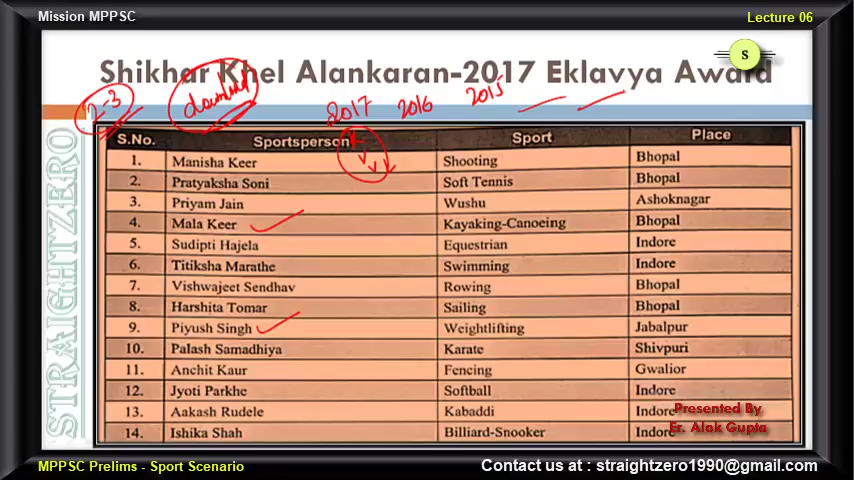 Mission MPPSC
Lecture 06
S
Shikhar Khel Alankaran-2017 Eklavya Award
2-3
download
2017 2016 2015
STRAIGHTZERO
S.No. Sportsperson Sport Place
1. Manisha Keer Shooting Bhopal
2. Pratyaksha Soni Soft Tennis Bhopal
3. Priyam Jain Wushu Ashoknagar
4. Mala Keer Kayaking-Canoeing Bhopal
5. Sudipti Hajela Equestrian Indore
6. Titiksha Marathe Swimming Indore
7. Vishwajeet Sendhav Rowing Bhopal
8. Harshita Tomar Sailing Bhopal
9. Piyush Singh Weightlifting Jabalpur
10. Palash Samadhiya Karate Shivpuri
11. Anchit Kaur Fencing Gwalior
12. Jyoti Parkhe Softball Indore
13. Aakash Rudele Kabaddi Indore
14. Ishika Shah Billiard-Snooker Indore
Presented By
Er. Alok Gupta
MPPSC Prelims - Sport Scenario
Contact us at : straightzero1990@gmail.com